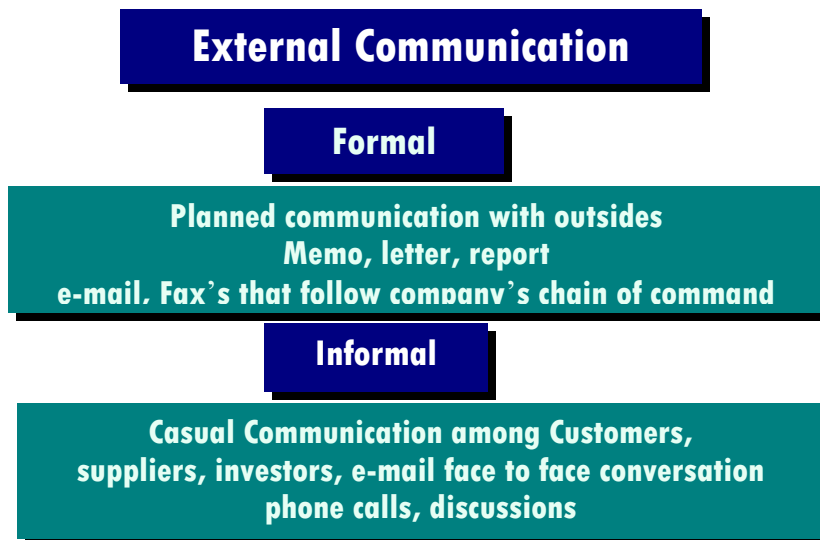 External Communication
Formal
Planned communication with outsides
Memo, letter, report
e-mail, Fax’s that follow company’s chain of command
Informal
Casual Communication among Customers,
suppliers, investors, e-mail face to face conversation
phone calls, discussions